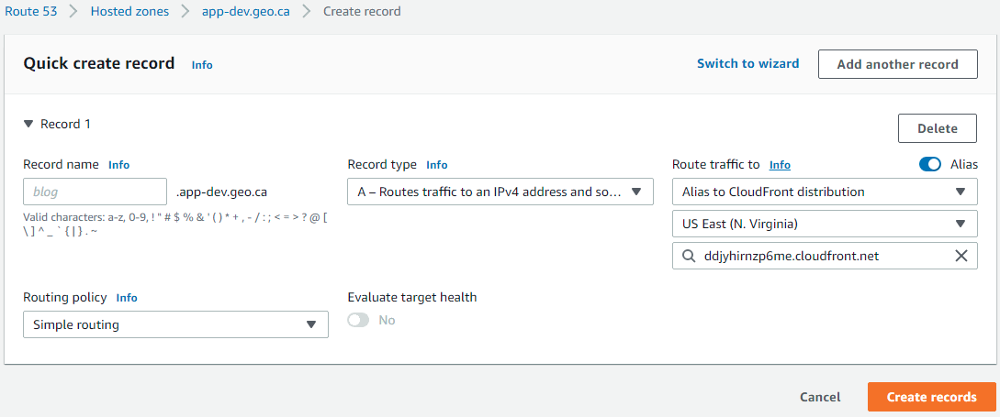 Route 53 > Hosted zones > app-dev.geo.ca > Create record
Quick create record Info
Switch to wizard
Add another record
Record 1
Delete
Record name Info
blog
.app-dev.geo.ca
Valid characters: a-z, 0-9, ! " # $ % & ' ( ) * + , - / : ; < = > ? @ [
\ ] ^ _ ` { | } . ~
Record type Info
A – Routes traffic to an IPv4 address and so...
Route traffic to Info
Alias
Alias to CloudFront distribution
US East (N. Virginia)
ddjyhirnzp6me.cloudfront.net
Routing policy Info
Simple routing
Evaluate target health
No
Cancel
Create records